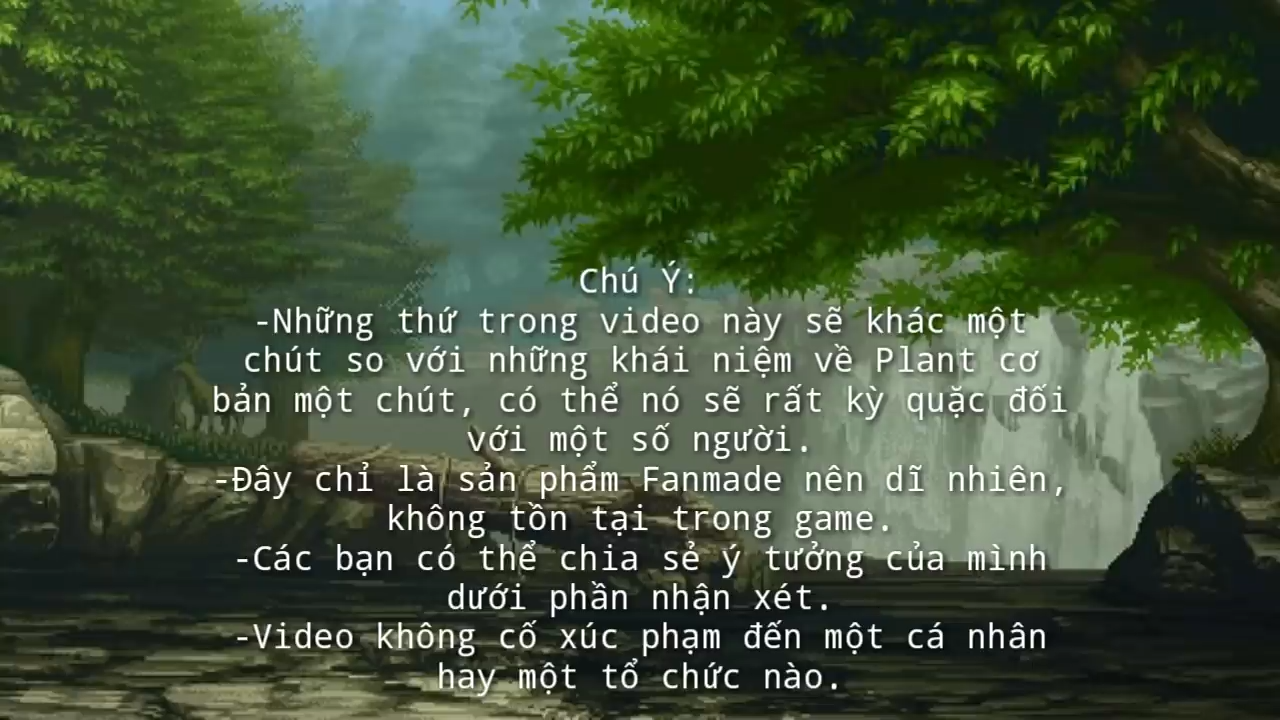 Chú Ý:
-Những thứ trong video này sẽ khác một
chút so với những khái niệm về Plant cơ
bản một chút, có thể nó sẽ rất kỳ quặc đối
với một số người.
-Đây chỉ là sản phẩm Fanmade nên dĩ nhiên,
không tồn tại trong game.
-Các bạn có thể chia sẻ ý tưởng của mình
dưới phần nhận xét.
-Video không cố xúc phạm đến một cá nhân
hay một tổ chức nào.